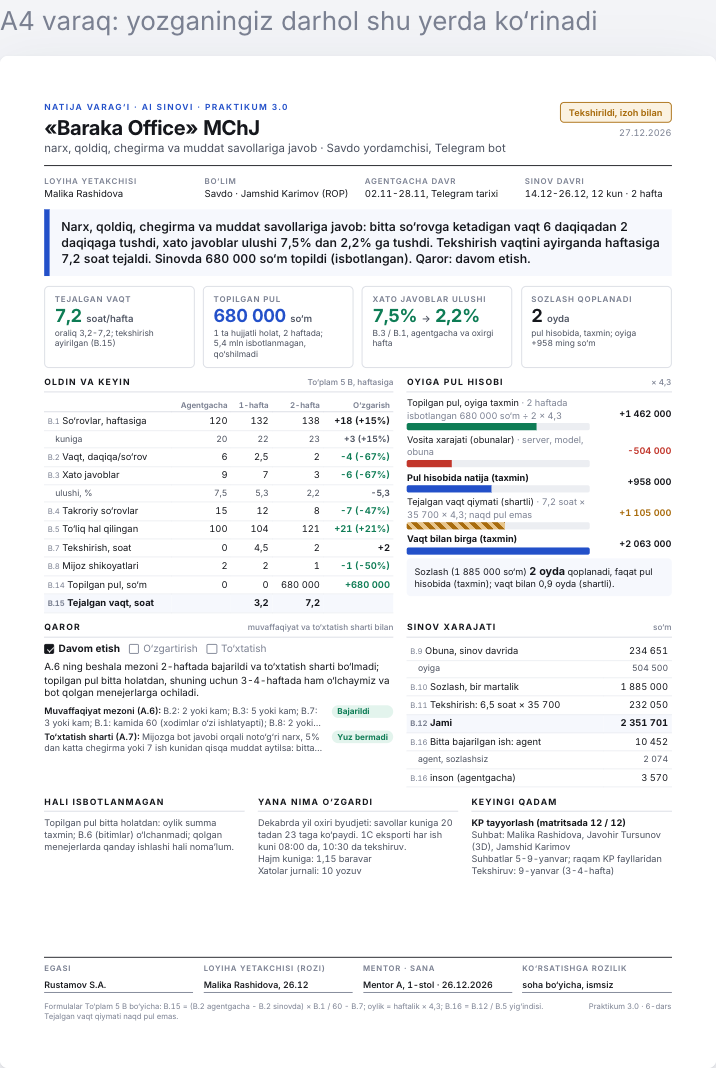 A4 varaq: yozganingiz darhol shu yerda koʻrinadi
NATIJA VARAGʻI · AI SINOVI · PRAKTIKUM 3.0
«Baraka Office» MChJ
narx, qoldiq, chegirma va muddat savollariga javob · Savdo yordamchisi, Telegram bot
Tekshirildi, izoh bilan
27.12.2026
LOYIHA YETAKCHISI
Malika Rashidova
BOʻLIM
Savdo · Jamshid Karimov (ROP)
AGENTGACHA DAVR
02.11-28.11, Telegram tarixi
SINOV DAVRI
14.12-26.12, 12 kun · 2 hafta
Narx, qoldiq, chegirma va muddat savollariga javob: bitta soʻrovga ketadigan vaqt 6 daqiqadan 2
daqiqaga tushdi, xato javoblar ulushi 7,5% dan 2,2% ga tushdi. Tekshirish vaqtini ayirganda haftasiga
7,2 soat tejaldi. Sinovda 680 000 soʻm topildi (isbotlangan). Qaror: davom etish.
TEJALGAN VAQT
7,2 soat/hafta
oraliq 3,2-7,2; tekshirish
ayirilgan (B.15)
TOPILGAN PUL
680 000 soʻm
1 ta hujjatli holat, 2 haftada;
5,4 mln isbotlanmagan,
qoʻshilmadi
XATO JAVOBLAR ULUSHI
7,5% → 2,2%
B.3 / B.1, agentgacha va oxirgi
hafta
SOZLASH QOPLANADI
2 oyda
pul hisobida, taxmin; oyiga
+958 ming soʻm
OLDIN VA KEYIN
Toʻplam 5 B, haftasiga
Agentgacha 1-hafta 2-hafta Oʻzgarish
B.1 Soʻrovlar, haftasiga 120 132 138 +18 (+15%)
kuniga 20 22 23 +3 (+15%)
B.2 Vaqt, daqiqa/soʻrov 6 2,5 2 -4 (-67%)
B.3 Xato javoblar 9 7 3 -6 (-67%)
ulushi, % 7,5 5,3 2,2 -5,3
B.4 Takroriy soʻrovlar 15 12 8 -7 (-47%)
B.5 Toʻliq hal qilingan 100 104 121 +21 (+21%)
B.7 Tekshirish, soat 0 4,5 2 +2
B.8 Mijoz shikoyatlari 2 2 1 -1 (-50%)
B.14 Topilgan pul, soʻm 0 0 680 000 +680 000
B.15 Tejalgan vaqt, soat 3,2 7,2
OYIGA PUL HISOBI
× 4,3
Topilgan pul, oyiga taxmin · 2 haftada
isbotlangan 680 000 soʻm ÷ 2 × 4,3
+1 462 000
Vosita xarajati (obunalar) · server, model,
obuna
-504 000
Pul hisobida natija (taxmin)
+958 000
Tejalgan vaqt qiymati (shartli) · 7,2 soat ×
35 700 × 4,3; naqd pul emas
+1 105 000
Vaqt bilan birga (taxmin)
+2 063 000
Sozlash (1 885 000 soʻm) 2 oyda qoplanadi, faqat pul
hisobida (taxmin); vaqt bilan 0,9 oyda (shartli).
QAROR
muvaffaqiyat va toʻxtatish sharti bilan
Davom etish Oʻzgartirish Toʻxtatish
A.6 ning beshala mezoni 2-haftada bajarildi va toʻxtatish sharti boʻlmadi;
topilgan pul bitta holatdan, shuning uchun 3-4-haftada ham oʻlchaymiz va
bot qolgan menejerlarga ochiladi.
Muvaffaqiyat mezoni (A.6): B.2: 2 yoki kam; B.3: 5 yoki kam; B.7:
3 yoki kam; B.1: kamida 60 (xodimlar oʻzi ishlatyapti); B.8: 2 yoki…
Bajarildi
Toʻxtatish sharti (A.7): Mijozga bot javobi orqali notoʻgʻri narx, 5%
dan katta chegirma yoki 7 ish kunidan qisqa muddat aytilsa: bitta…
Yuz bermadi
SINOV XARAJATI
soʻm
B.9 Obuna, sinov davrida 234 651
oyiga 504 500
B.10 Sozlash, bir martalik 1 885 000
B.11 Tekshirish: 6,5 soat × 35 700 232 050
B.12 Jami 2 351 701
B.16 Bitta bajarilgan ish: agent 10 452
agent, sozlashsiz 2 074
B.16 inson (agentgacha) 3 570
HALI ISBOTLANMAGAN
Topilgan pul bitta holatdan: oylik summa
taxmin; B.6 (bitimlar) oʻlchanmadi; qolgan
menejerlarda qanday ishlashi hali nomaʻlum.
YANA NIMA OʻZGARDI
Dekabrda yil oxiri byudjeti: savollar kuniga 20
tadan 23 taga koʻpaydi. 1C eksporti har ish
kuni 08:00 da, 10:30 da tekshiruv.
Hajm kuniga: 1,15 baravar
Xatolar jurnali: 10 yozuv
KEYINGI QADAM
KP tayyorlash (matritsada 12 / 12)
Suhbat: Malika Rashidova, Javohir Tursunov
(3D), Jamshid Karimov
Suhbatlar 5-9-yanvar; raqam KP fayllaridan
Tekshiruv: 9-yanvar (3-4-hafta)
EGASI
Rustamov S.A.
LOYIHA YETAKCHISI (ROZI)
Malika Rashidova, 26.12
MENTOR · SANA
Mentor A, 1-stol · 26.12.2026
KOʻRSATISHGA ROZILIK
soha boʻyicha, ismsiz
Formulalar Toʻplam 5 B boʻyicha: B.15 = (B.2 agentgacha − B.2 sinovda) × B.1 / 60 − B.7; oylik = haftalik × 4,3; B.16 = B.12 / B.5 yigʻindisi.
Tejalgan vaqt qiymati naqd pul emas.
Praktikum 3.0 · 6-dars